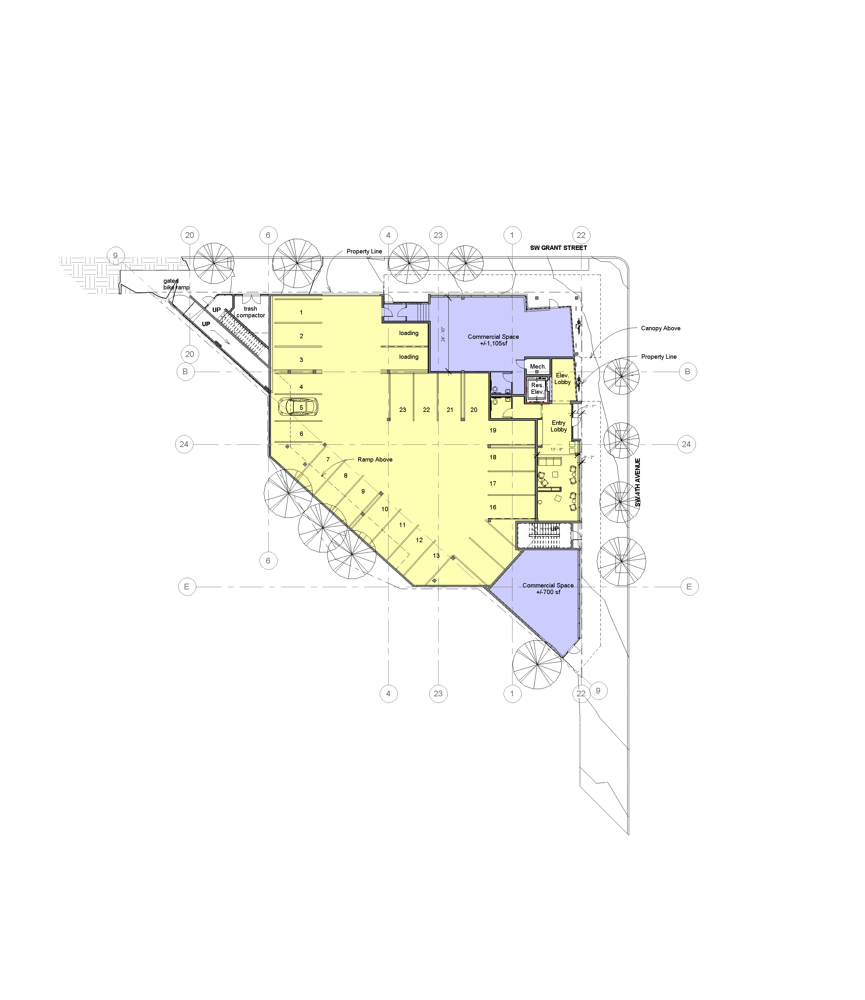 20
6
4
23
1
22
SW GRANT STREET
Property Line
9
gated
bike ramp
UP
trash
compactor
UP
1
2
3
loading
loading
24' - 10"
Commercial Space
+/-1,105sf
Canopy Above
Property Line
20
B
Mech.
Elev.
Lobby
B
Res.
Elev.
4
5
6
23
22
21
20
3' - 1"
Entry
Lobby
19
24
24
13' - 8"
0' - 2"
18
7
Ramp Above
8
17
9
SW 4TH AVENUE
16
10
11
12
UP
13
6
E
Commercial Space
+/-700 sf
E
4
23
1
22
9